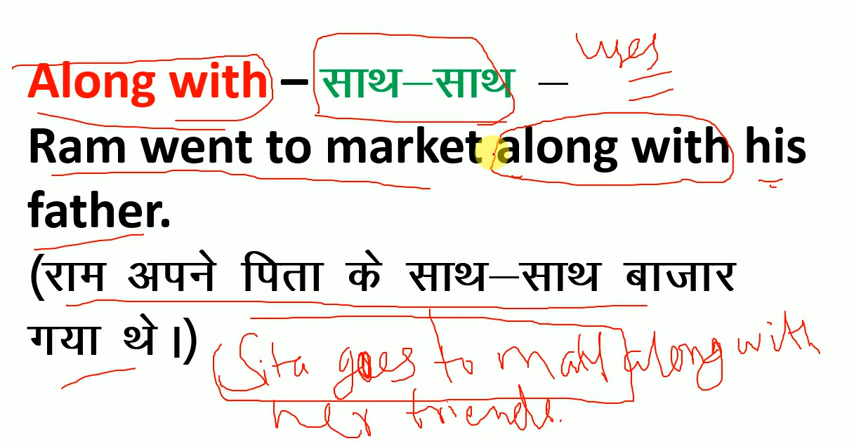 Along with – साथ–साथ – uses
Ram went to market along with his
father.
(राम अपने पिता के साथ–साथ बाजार
गया थे।)
Sita goes to mall along with
her friends.